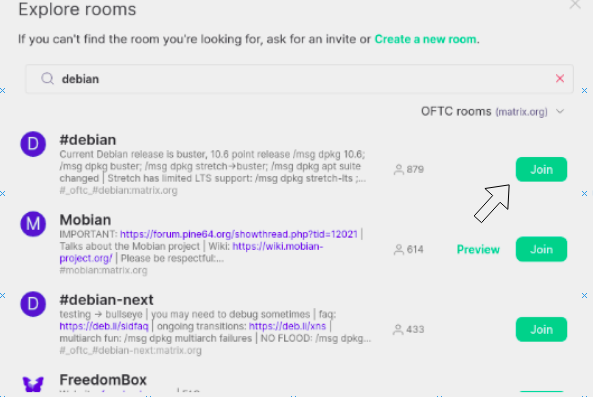 Explore rooms
If you can't find the room you're looking for, ask for an invite or Create a new room.
debian
OFTC rooms (matrix.org)
D
#debian
Current Debian release is buster, 10.6 point release /msg dpkg 10.6;
/msg dpkg buster; /msg dpkg stretch->buster; /msg dpkg apt suite
changed | Stretch has limited LTS support: /msg dpkg stretch-lts ;...
#_oftc_#debian:matrix.org
879
Join
M
Mobian
IMPORTANT: https://forum.pine64.org/showthread.php?tid=12021 |
Talks about the Mobian project | Wiki: https://wiki.mobian-
project.org/ | Please be respectful:...
#mobian:matrix.org
614
Preview
Join
D
#debian-next
testing -> bullseye | you may need to debug sometimes | faq:
https://deb.li/sidfaq | ongoing transitions: https://deb.li/xns |
multiarch fun: /msg dpkg multiarch failures | NO FLOOD: /msg dpkg...
#_oftc_#debian-next:matrix.org
433
Join
FreedomBox